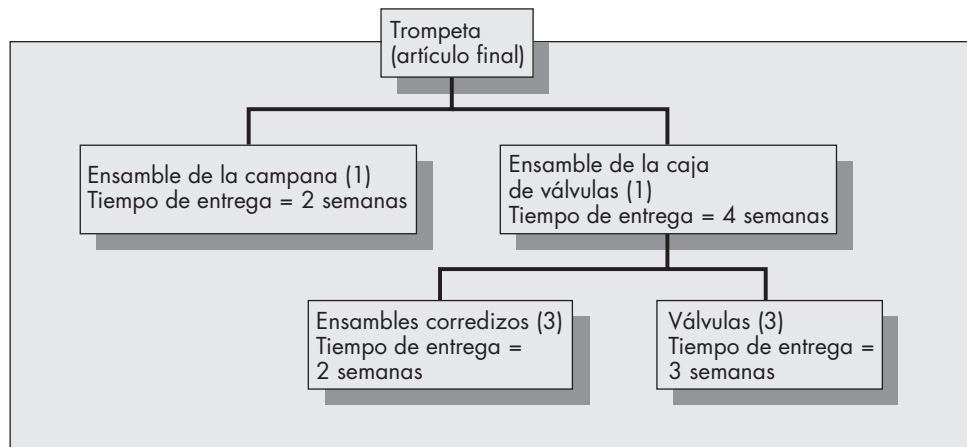 Trompeta
(artículo final)
Ensamble de la campana (1)
Tiempo de entrega = 2 semanas
Ensamble de la caja
de válvulas (1)
Tiempo de entrega = 4 semanas
Ensambles corredizos (3)
Tiempo de entrega =
2 semanas
Válvulas (3)
Tiempo de entrega =
3 semanas